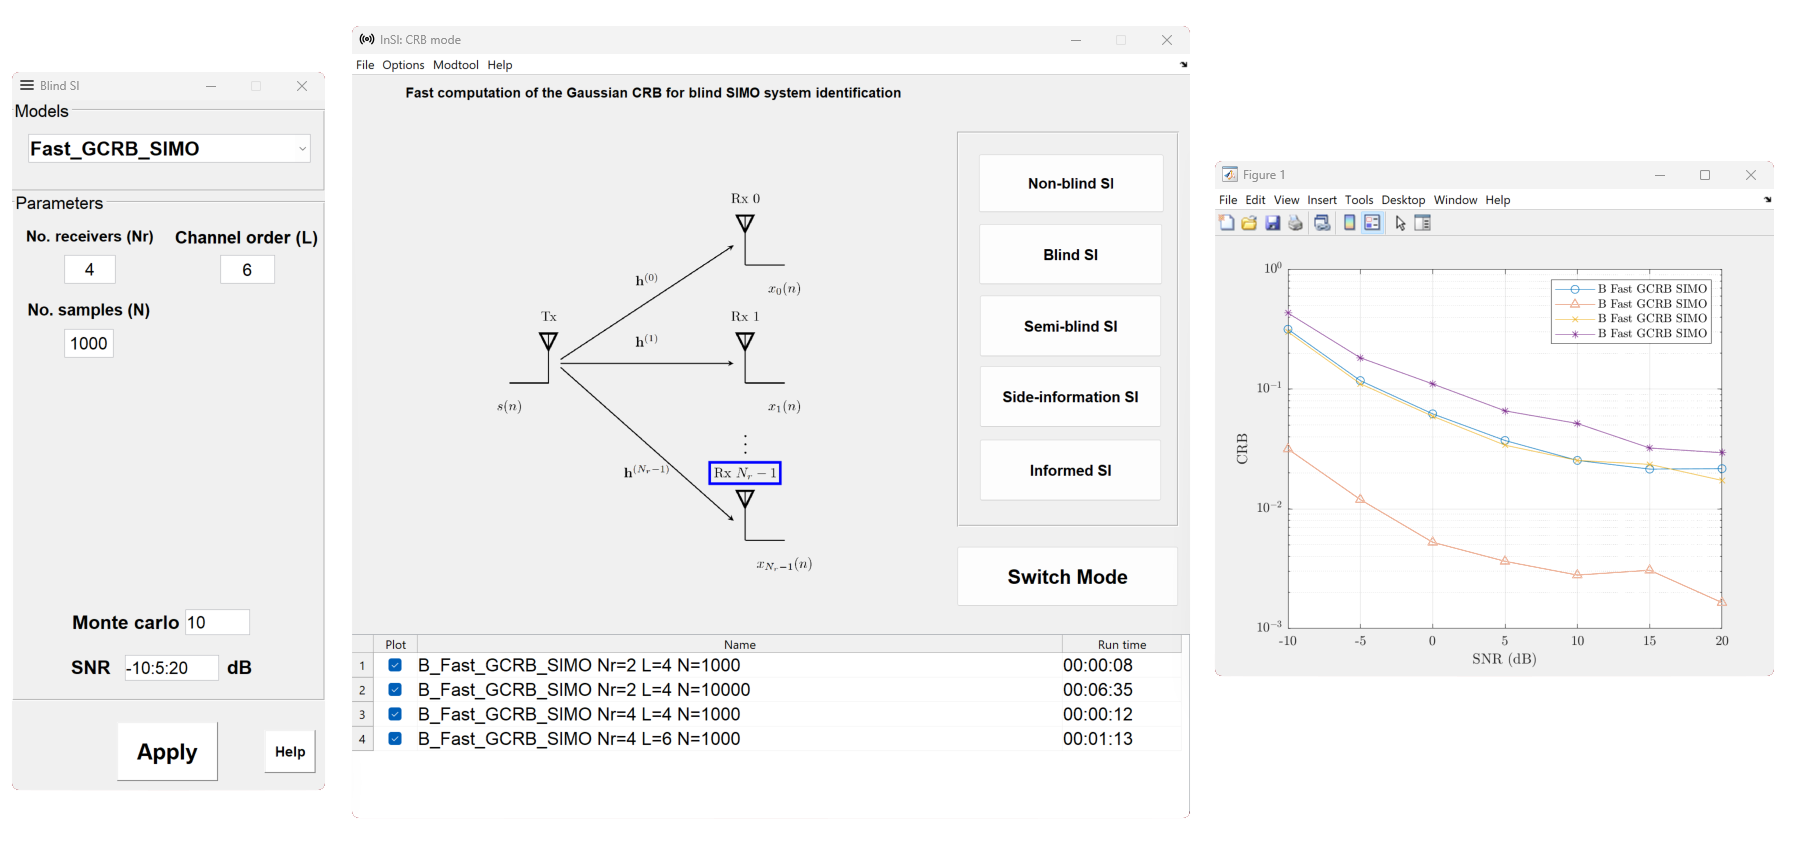 Blind SI
Models
Fast_GCRB_SIMO
Parameters
No. receivers (Nr) Channel order (L)
4 6
No. samples (N)
1000
Monte carlo 10
SNR -10:5:20 dB
Apply Help
InSI: CRB mode
File Options Modtool Help
Fast computation of the Gaussian CRB for blind SIMO system identification
Rx 0
h^(0)
x_0(n)
Tx
Rx 1
h^(1)
s(n)
x_1(n)
⋮
h^(N_r−1)
Rx N_r − 1
x_{N_r−1}(n)
Non-blind SI
Blind SI
Semi-blind SI
Side-information SI
Informed SI
Switch Mode
Plot Name Run time
1 B_Fast_GCRB_SIMO Nr=2 L=4 N=1000 00:00:08
2 B_Fast_GCRB_SIMO Nr=2 L=4 N=10000 00:06:35
3 B_Fast_GCRB_SIMO Nr=4 L=4 N=1000 00:00:12
4 B_Fast_GCRB_SIMO Nr=4 L=6 N=1000 00:01:13
Figure 1
File Edit View Insert Tools Desktop Window Help
10^0
B Fast GCRB SIMO
B Fast GCRB SIMO
B Fast GCRB SIMO
B Fast GCRB SIMO
10^-1
CRB
10^-2
10^-3
-10 -5 0 5 10 15 20
SNR (dB)